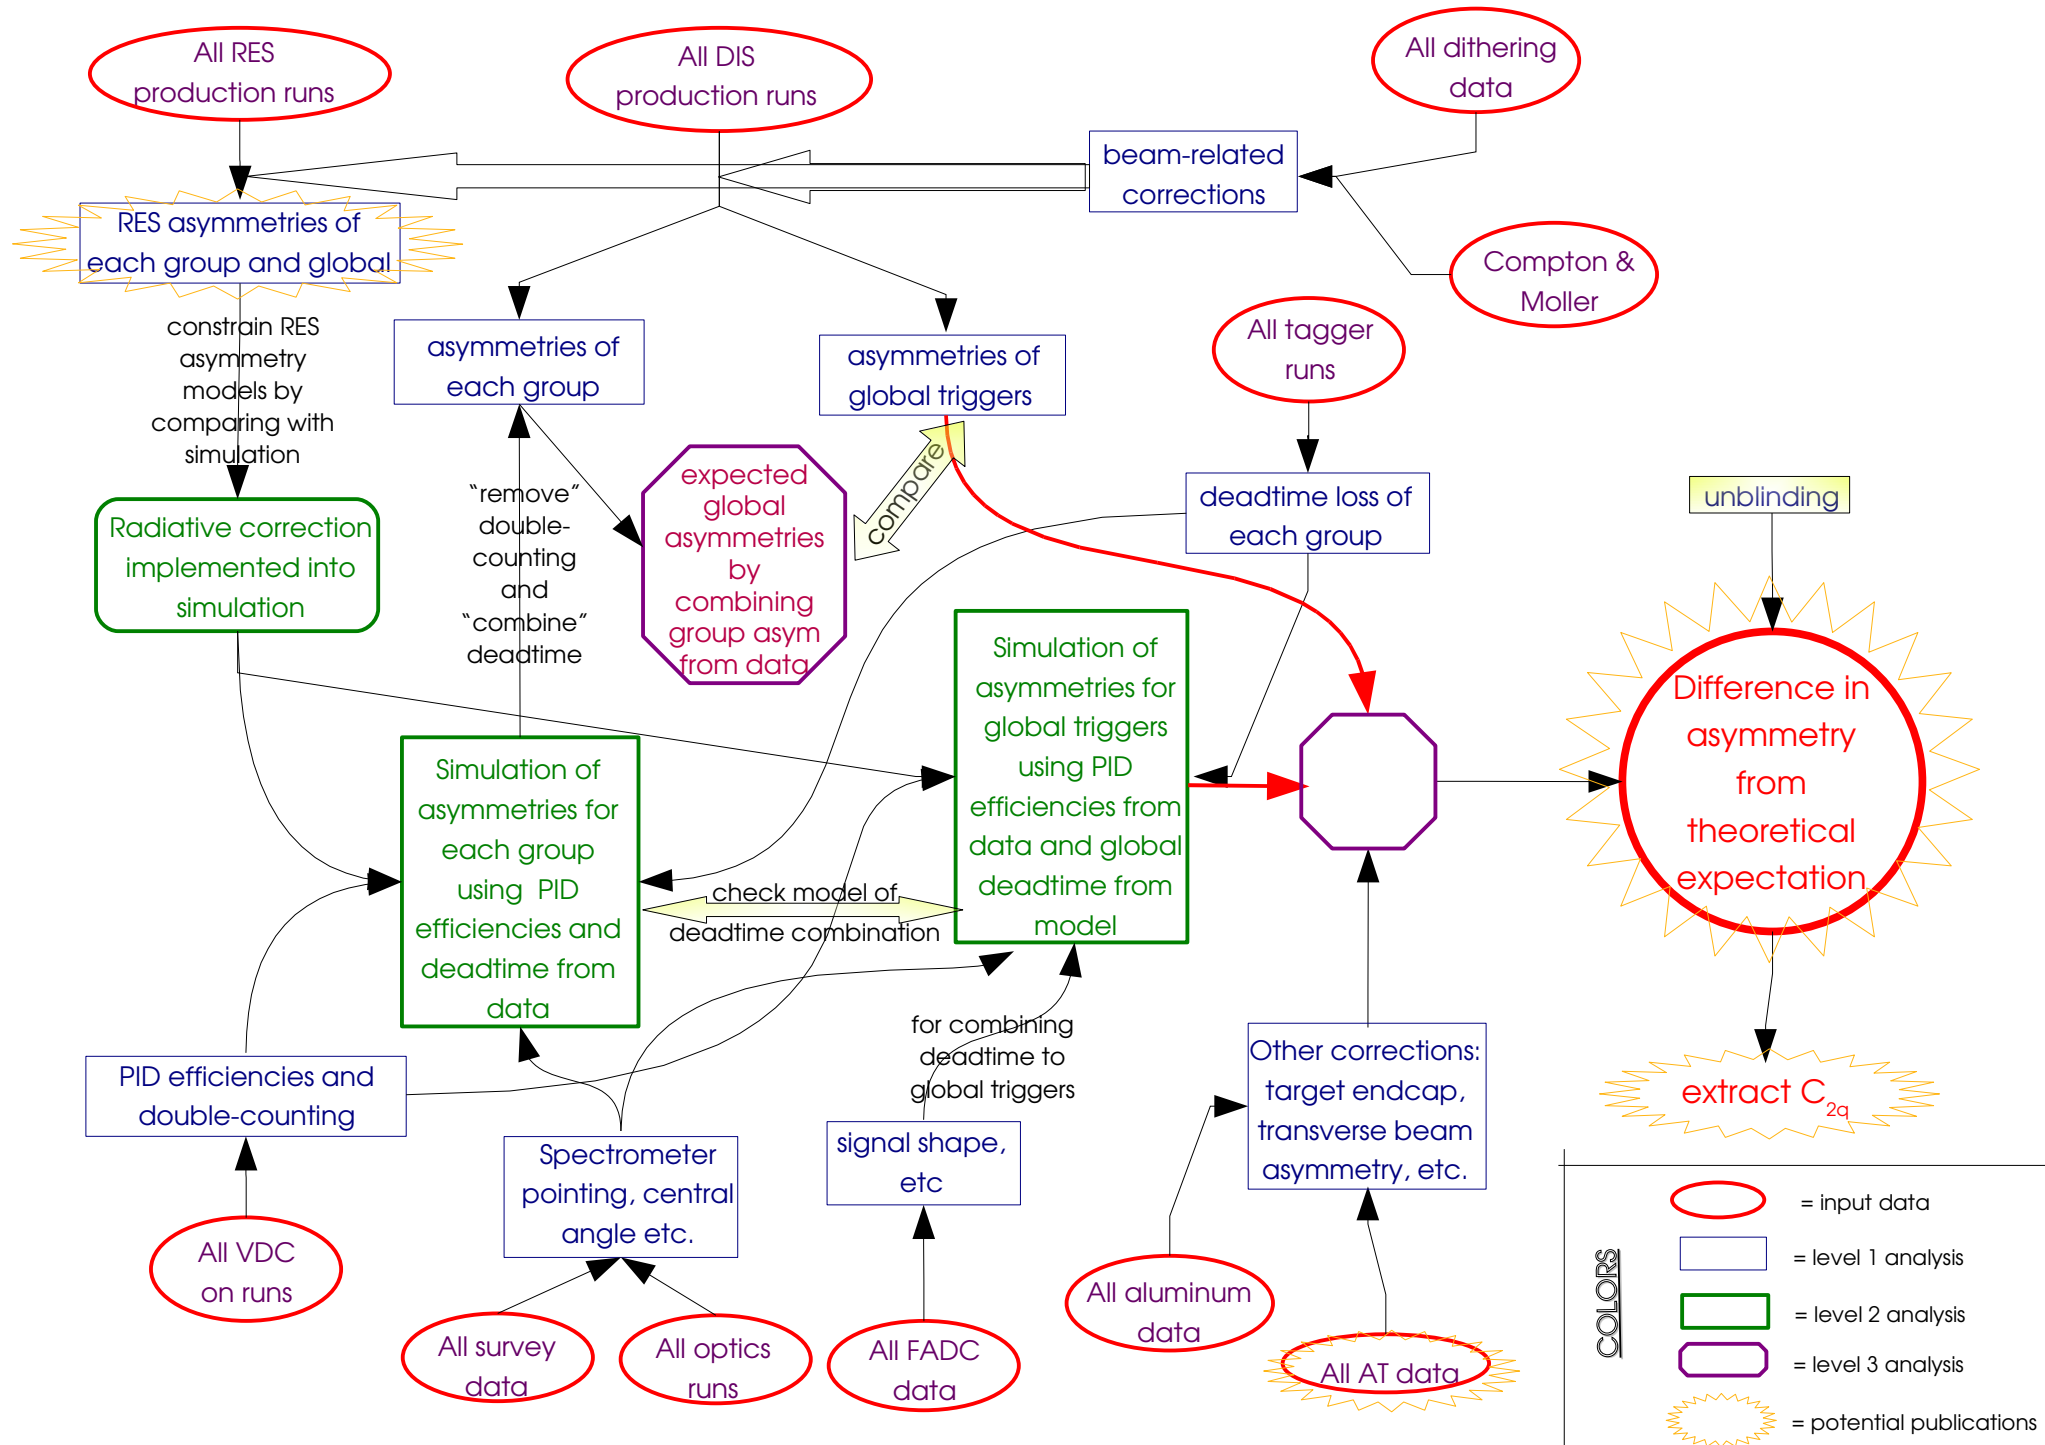 All RES
production runs
All DIS
production runs
All dithering
data
beam-related
corrections
RES asymmetries of
each group and global
Compton &
Moller
constrain RES
asymmetry
models by
comparing with
simulation
asymmetries of
each group
asymmetries of
global triggers
All tagger
runs
"remove"
double-
counting
and
"combine"
deadtime
expected
global
asymmetries
by
combining
group asym
from data
compare
deadtime loss of
each group
unblinding
Radiative correction
implemented into
simulation
Simulation of
asymmetries for
global triggers
using PID
efficiencies from
data and global
deadtime from
model
Difference in
asymmetry
from
theoretical
expectation
Simulation of
asymmetries for
each group
using PID
efficiencies and
deadtime from
data
check model of
deadtime combination
for combining
deadtime to
global triggers
Other corrections:
target endcap,
transverse beam
asymmetry, etc.
extract C2q
PID efficiencies and
double-counting
Spectrometer
pointing, central
angle etc.
signal shape,
etc
All VDC
on runs
All survey
data
All optics
runs
All FADC
data
All aluminum
data
All AT data
COLORS
= input data
= level 1 analysis
= level 2 analysis
= level 3 analysis
= potential publications